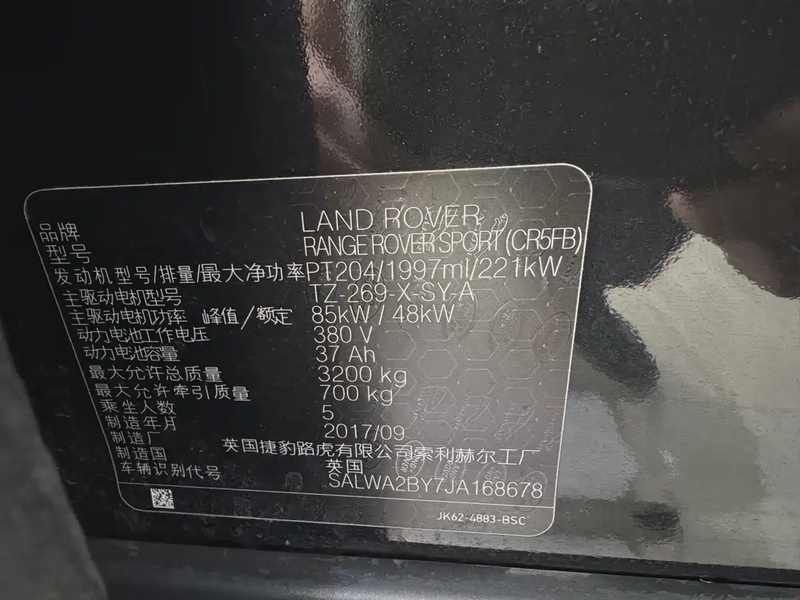 品牌 LAND ROVER
型号 RANGE ROVER SPORT (CR5FB)
发动机型号/排量/最大净功率 PT204/1997ml/221kW
主驱动电机型号 TZ-269-X-SY-A
主驱动电机功率 峰值/额定 85kW / 48kW
动力电池工作电压 380 V
动力电池容量 37 Ah
最大允许总质量 3200 kg
最大允许牵引质量 700 kg
乘坐人数 5
制造年月 2017/09
制造厂 英国捷豹路虎有限公司索利赫尔工厂
制造国 英国
车辆识别代号 SALWA2BY7JA168678
JK62-4883-BSC